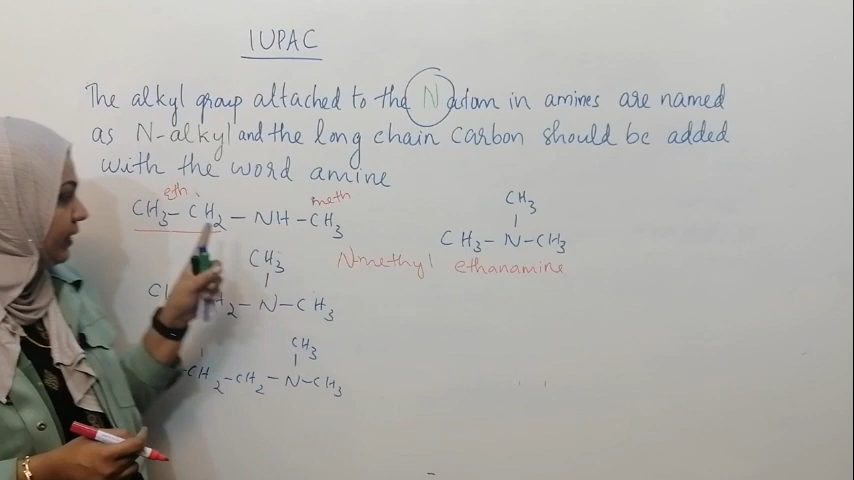 IUPAC
The alkyl group attached to the N atom in amines are named
as N-alkyl and the long chain carbon should be added
with the word amine
eth
meth
CH3 - CH2 - NH - CH3
CH3
CH3 - N - CH3
N-methyl ethanamine
CH3
H2 - N - CH3
CH3
-CH2 - CH2 - N - CH3